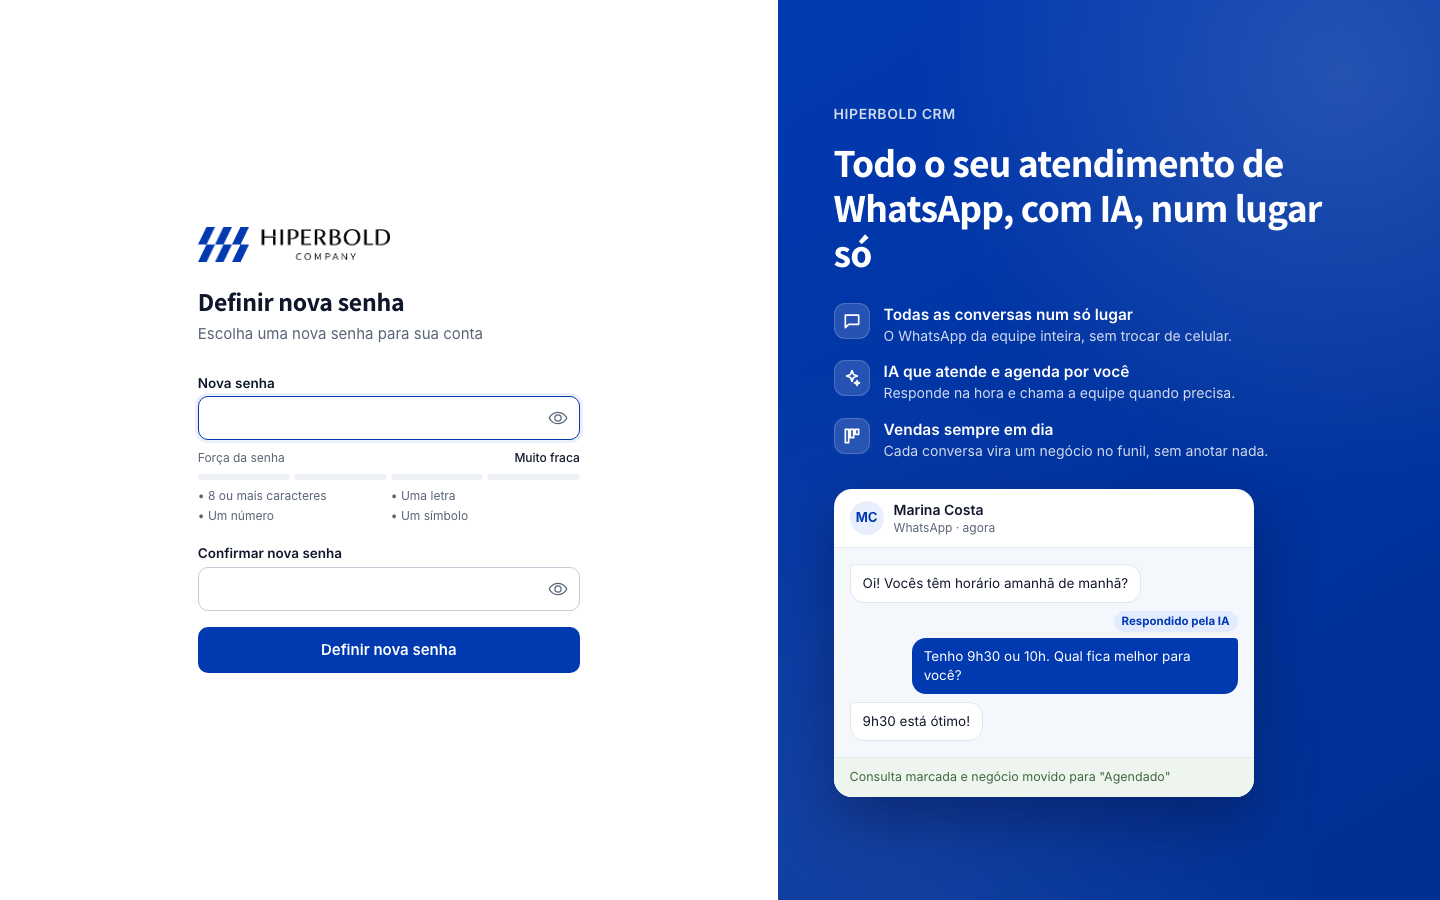 HIPERBOLD
COMPANY
Definir nova senha
Escolha uma nova senha para sua conta
Nova senha
Força da senha
Muito fraca
• 8 ou mais caracteres
• Uma letra
• Um número
• Um símbolo
Confirmar nova senha
Definir nova senha
HIPERBOLD CRM
Todo o seu atendimento de
WhatsApp, com IA, num lugar
só
Todas as conversas num só lugar
O WhatsApp da equipe inteira, sem trocar de celular.
IA que atende e agenda por você
Responde na hora e chama a equipe quando precisa.
Vendas sempre em dia
Cada conversa vira um negócio no funil, sem anotar nada.
MC
Marina Costa
WhatsApp · agora
Oi! Vocês têm horário amanhã de manhã?
Respondido pela IA
Tenho 9h30 ou 10h. Qual fica melhor para
você?
9h30 está ótimo!
Consulta marcada e negócio movido para "Agendado"